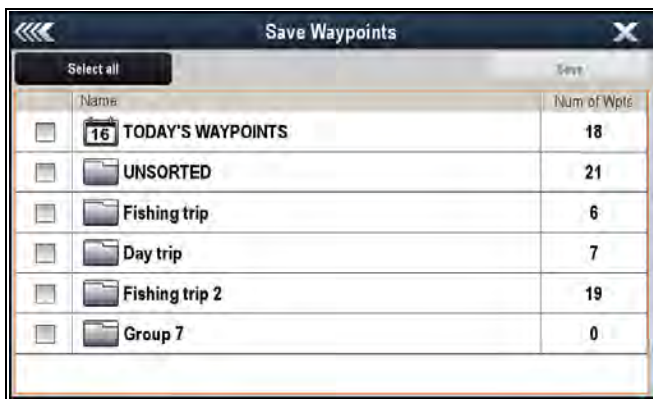 Save Waypoints
Select all Save
Name Num of Wpts
16 TODAY'S WAYPOINTS 18
UNSORTED 21
Fishing trip 6
Day trip 7
Fishing trip 2 19
Group 7 0